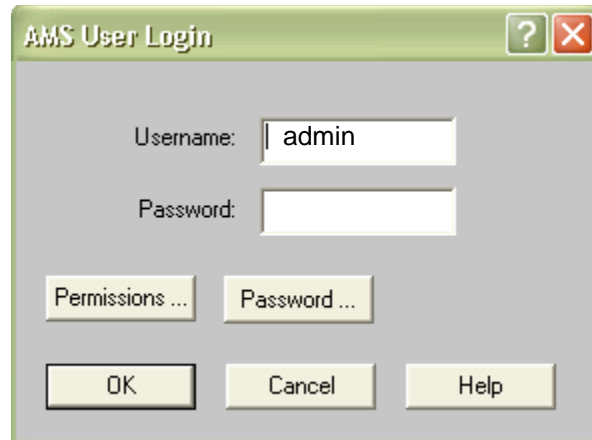 AMS User Login ?
Username: admin
Password:
Permissions ... Password ...
OK Cancel Help